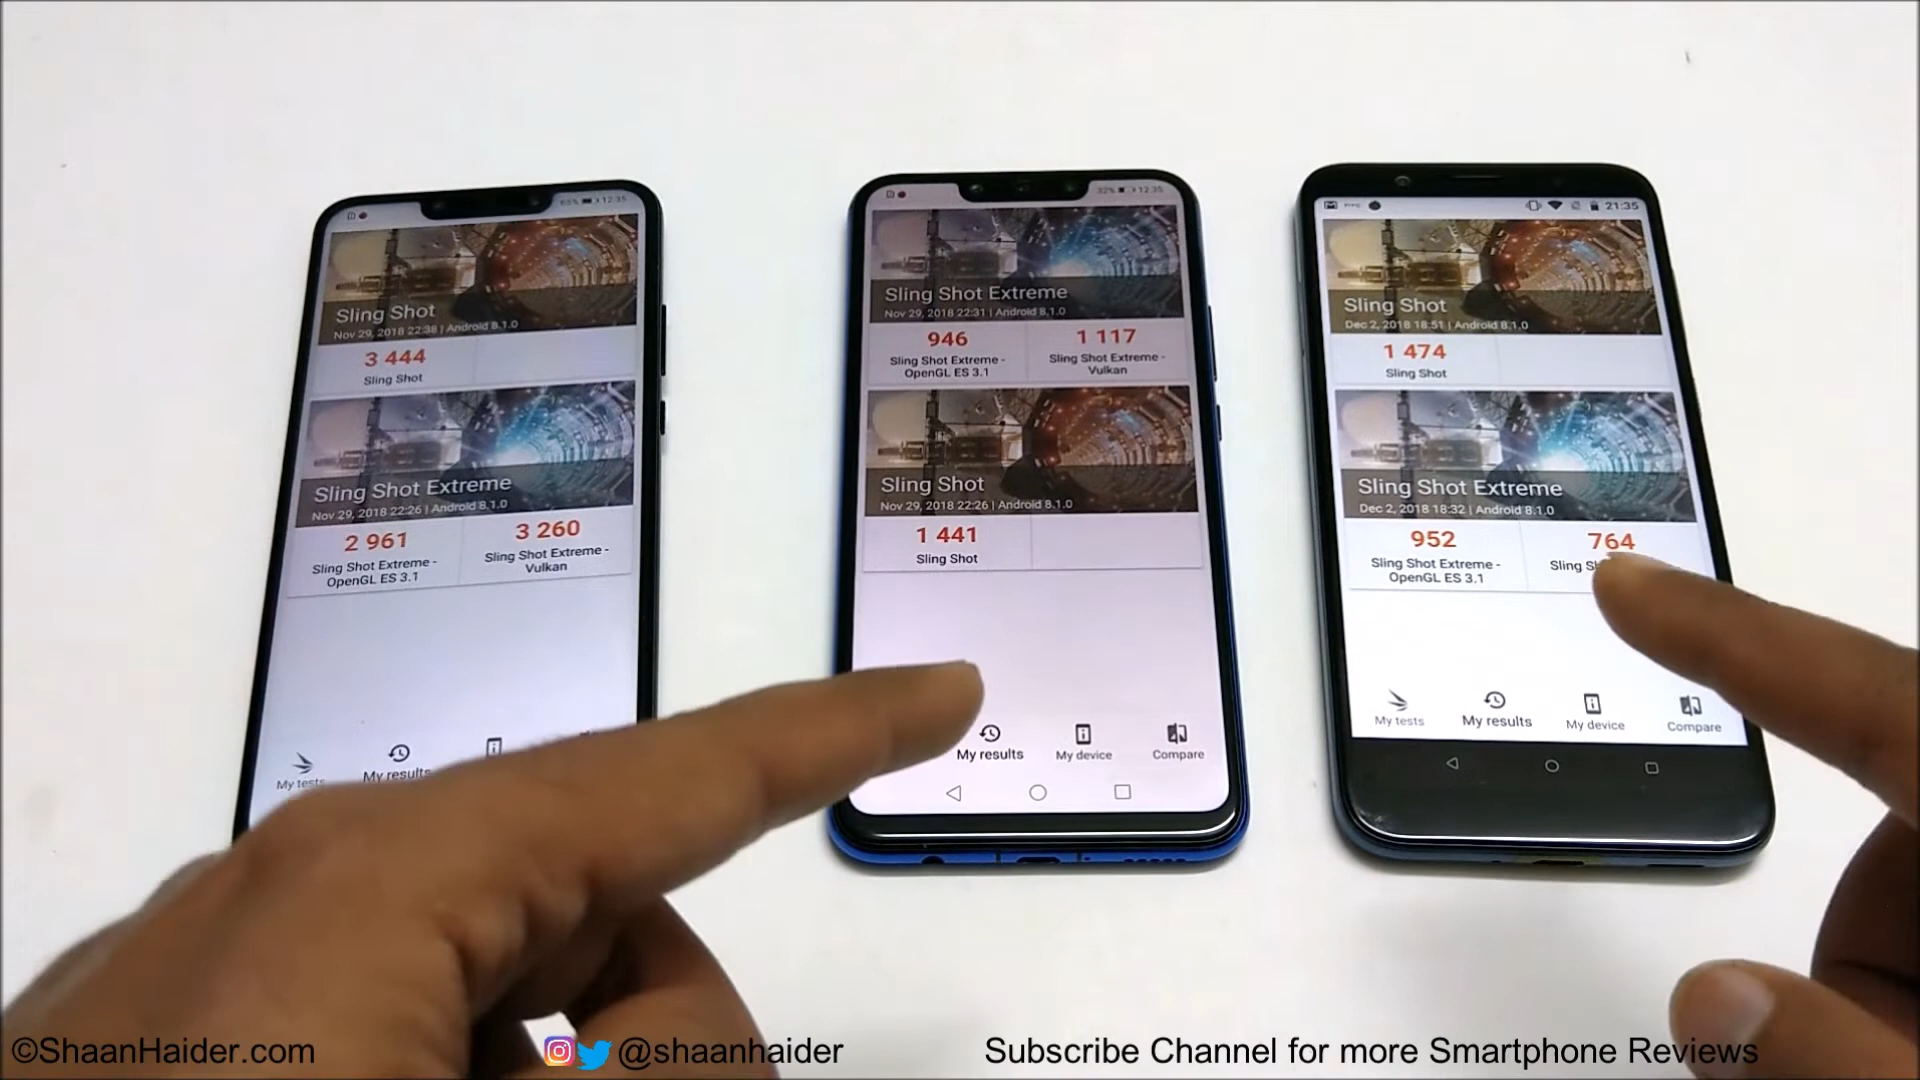 65% 12:35
Sling Shot
Nov 29, 2018 22:38 | Android 8.1.0
3 444
Sling Shot
Sling Shot Extreme
Nov 29, 2018 22:26 | Android 8.1.0
2 961
3 260
Sling Shot Extreme -
OpenGL ES 3.1
Sling Shot Extreme -
Vulkan
My tests
My results
32% 12:35
Sling Shot Extreme
Nov 29, 2018 22:31 | Android 8.1.0
946
1 117
Sling Shot Extreme -
OpenGL ES 3.1
Sling Shot Extreme -
Vulkan
Sling Shot
Nov 29, 2018 22:26 | Android 8.1.0
1 441
Sling Shot
My results
My device
Compare
21:35
Sling Shot
Dec 2, 2018 18:51 | Android 8.1.0
1 474
Sling Shot
Sling Shot Extreme
Dec 2, 2018 18:32 | Android 8.1.0
952
764
Sling Shot Extreme -
OpenGL ES 3.1
Sling
My tests
My results
My device
Compare
©ShaanHaider.com
@shaanhaider
Subscribe Channel for more Smartphone Reviews